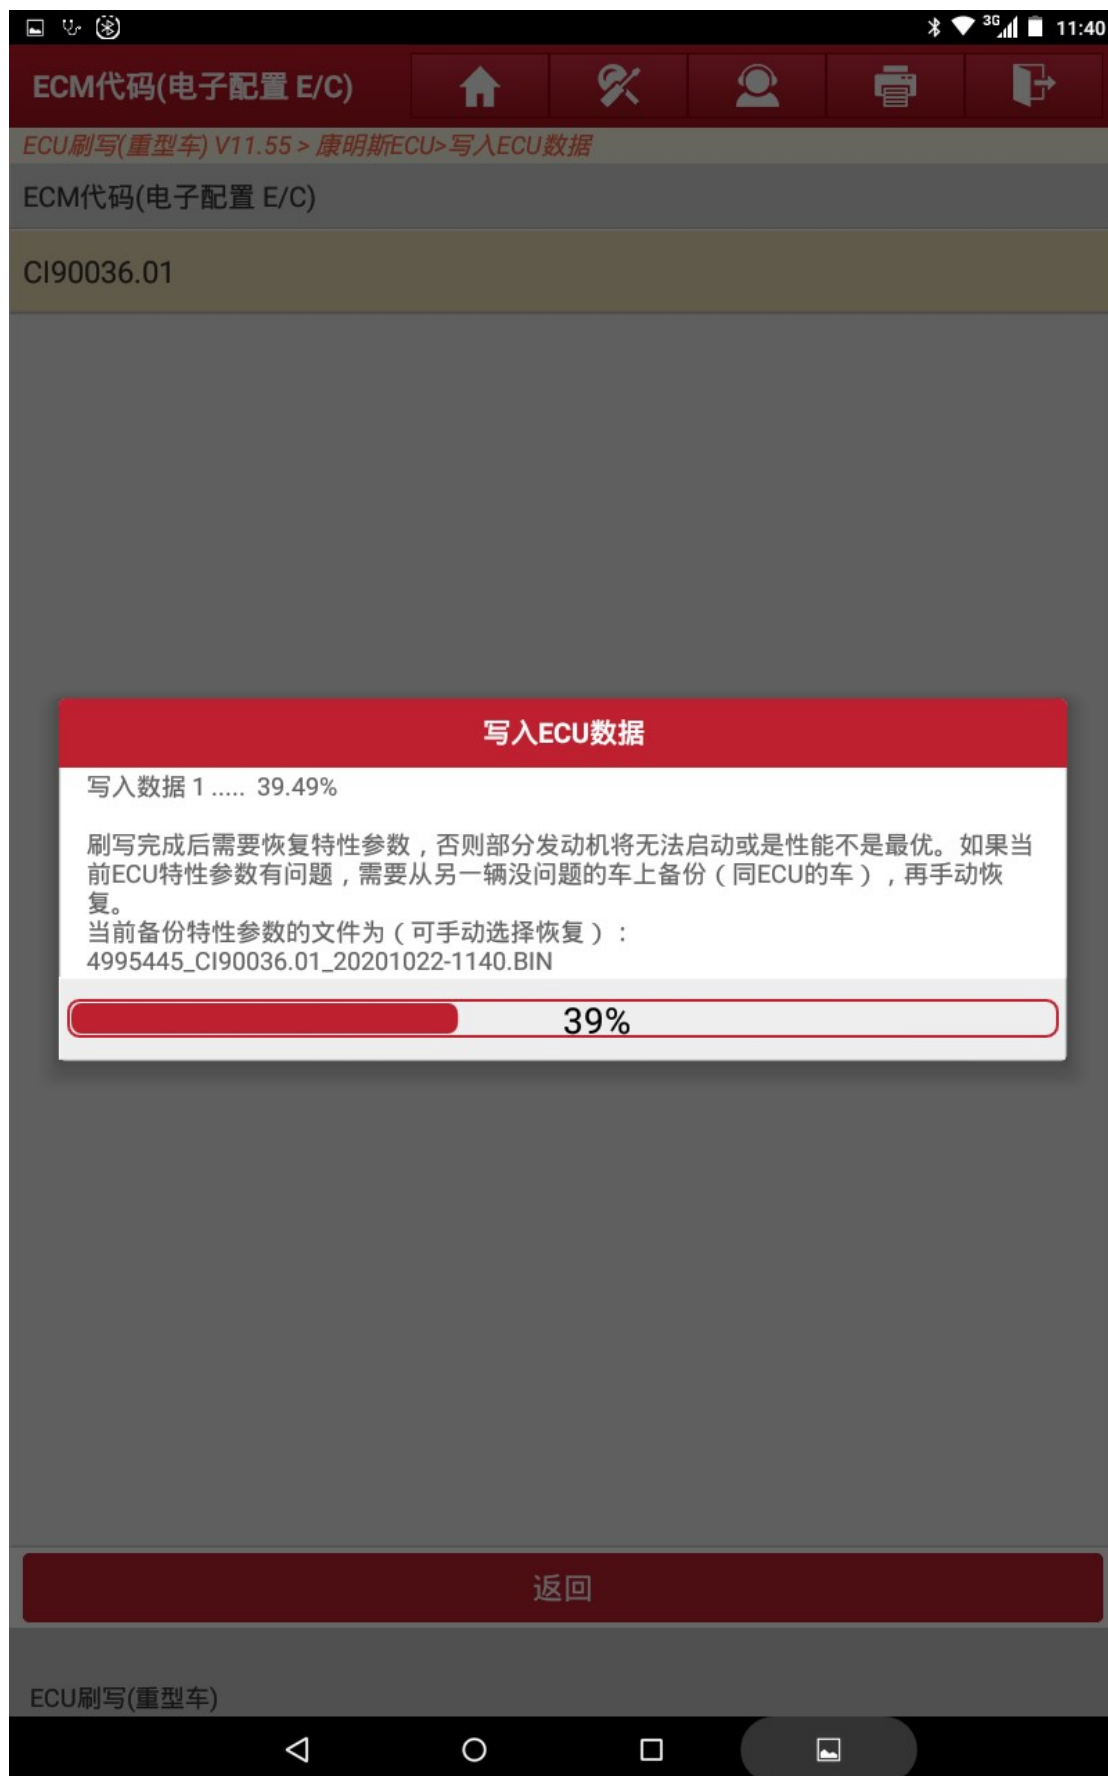 3G 11:40
ECM代码(电子配置 E/C)
ECU刷写(重型车) V11.55 > 康明斯ECU>写入ECU数据
ECM代码(电子配置 E/C)
CI90036.01
写入ECU数据
写入数据 1 ..... 39.49%
刷写完成后需要恢复特性参数，否则部分发动机将无法启动或是性能不是最优。如果当
前ECU特性参数有问题，需要从另一辆没问题的车上备份（同ECU的车），再手动恢
复。
当前备份特性参数的文件为（可手动选择恢复）：
4995445_CI90036.01_20201022-1140.BIN
39%
返回
ECU刷写(重型车)